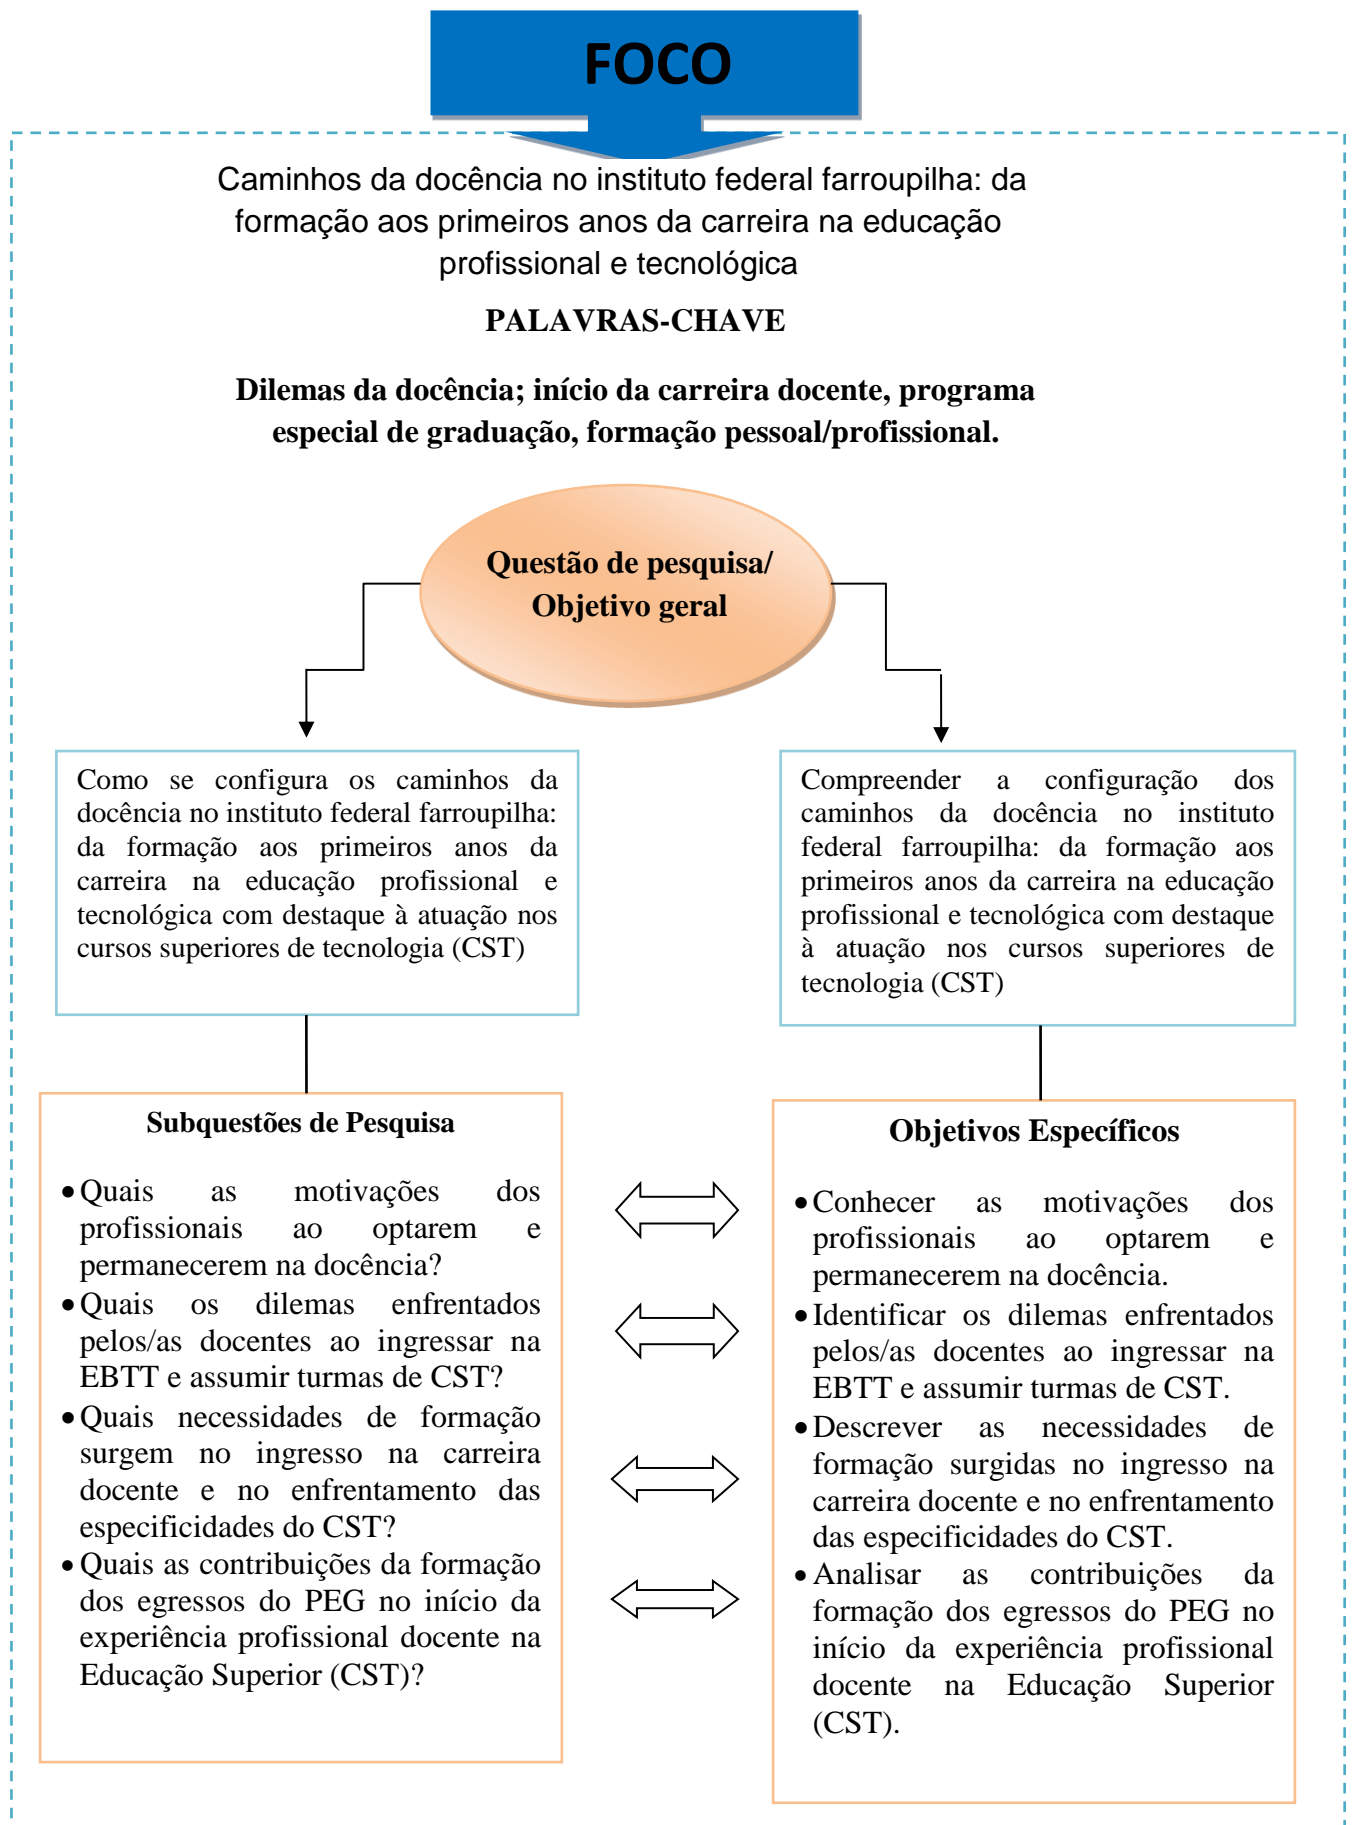 FOCO
Caminhos da docência no instituto federal farroupilha: da
formação aos primeiros anos da carreira na educação
profissional e tecnológica
PALAVRAS-CHAVE
Dilemas da docência; início da carreira docente, programa
especial de graduação, formação pessoal/profissional.
Questão de pesquisa/
Objetivo geral
Como se configura os caminhos da
docência no instituto federal farroupilha:
da formação aos primeiros anos da
carreira na educação profissional e
tecnológica com destaque à atuação nos
cursos superiores de tecnologia (CST)
Compreender a configuração dos
caminhos da docência no instituto
federal farroupilha: da formação aos
primeiros anos da carreira na educação
profissional e tecnológica com destaque
à atuação nos cursos superiores de
tecnologia (CST)
Subquestões de Pesquisa
• Quais as motivações dos
profissionais ao optarem e
permanecerem na docência?
• Quais os dilemas enfrentados
pelos/as docentes ao ingressar na
EBTT e assumir turmas de CST?
• Quais necessidades de formação
surgem no ingresso na carreira
docente e no enfrentamento das
especificidades do CST?
• Quais as contribuições da formação
dos egressos do PEG no início da
experiência profissional docente na
Educação Superior (CST)?
Objetivos Específicos
• Conhecer as motivações dos
profissionais ao optarem e
permanecerem na docência.
• Identificar os dilemas enfrentados
pelos/as docentes ao ingressar na
EBTT e assumir turmas de CST.
• Descrever as necessidades de
formação surgidas no ingresso na
carreira docente e no enfrentamento
das especificidades do CST.
• Analisar as contribuições da
formação dos egressos do PEG no
início da experiência profissional
docente na Educação Superior
(CST).